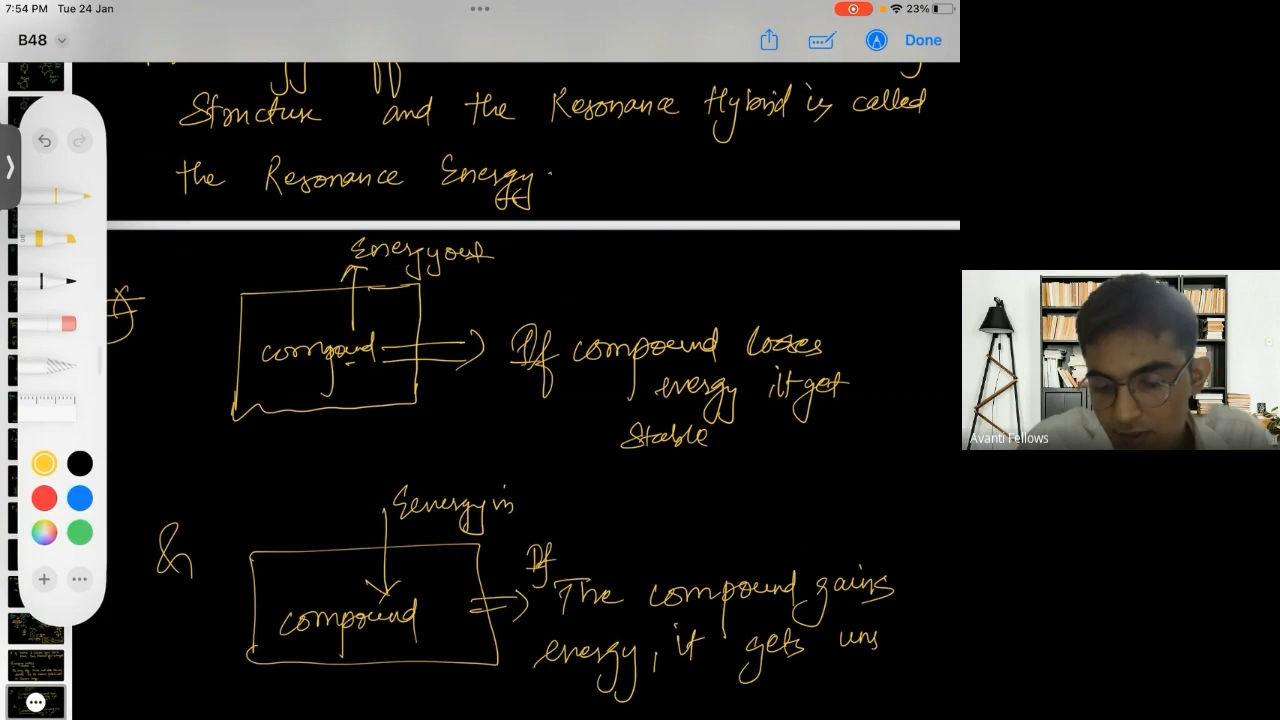 7:54 PM Tue 24 Jan
23%
B48
Done
Structure and the Resonance Hybrid is called
the Resonance Energy.
Energy out
compound
If compound losses
energy it get
Stable
Eenergy in
&
compound
If
The compound gains
energy, it gets uns
Avanti Fellows